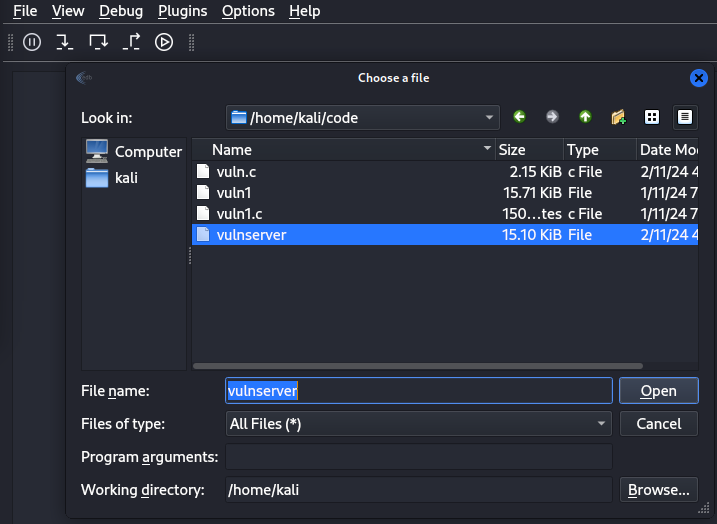 File View Debug Plugins Options Help
Choose a file
Look in: /home/kali/code
Computer
kali
Name Size Type Date Mo
vuln.c 2.15 KiB c File 2/11/24 4
vuln1 15.71 KiB File 1/11/24 7
vuln1.c 150...tes c File 1/11/24 7
vulnserver 15.10 KiB File 2/11/24 4
File name: vulnserver Open
Files of type: All Files (*) Cancel
Program arguments:
Working directory: /home/kali Browse...